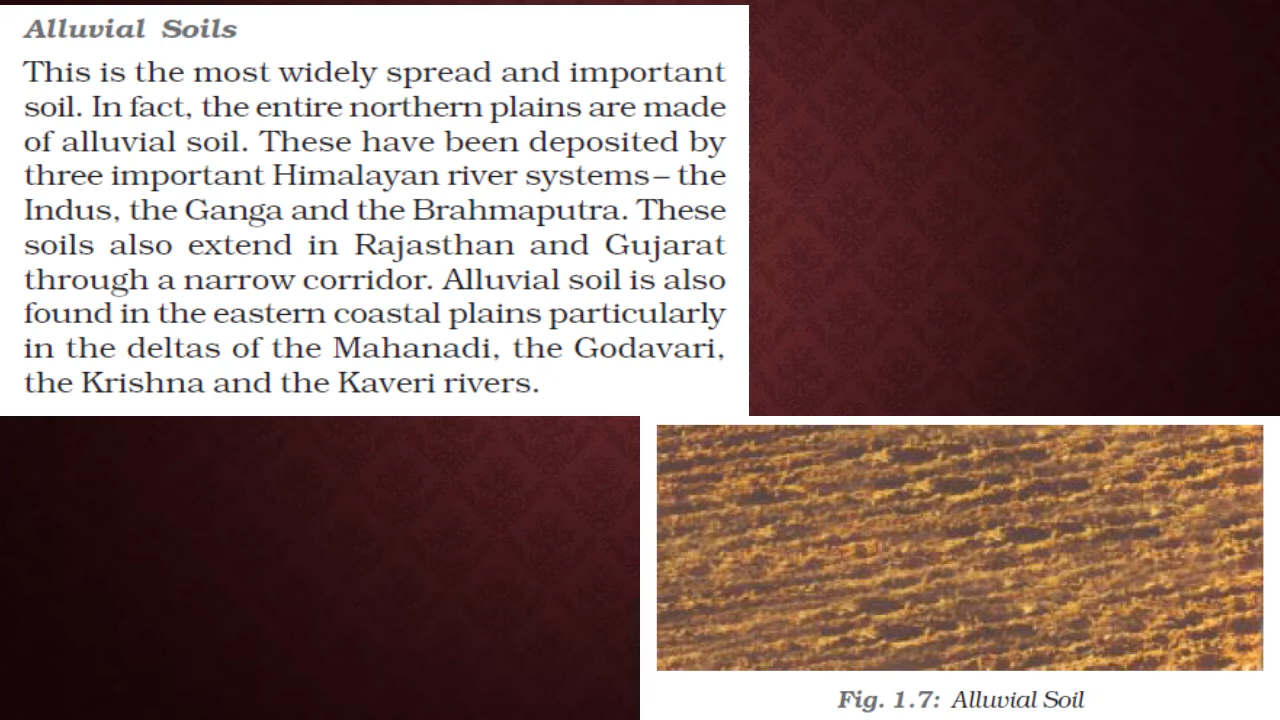 Alluvial Soils
This is the most widely spread and important
soil. In fact, the entire northern plains are made
of alluvial soil. These have been deposited by
three important Himalayan river systems– the
Indus, the Ganga and the Brahmaputra. These
soils also extend in Rajasthan and Gujarat
through a narrow corridor. Alluvial soil is also
found in the eastern coastal plains particularly
in the deltas of the Mahanadi, the Godavari,
the Krishna and the Kaveri rivers.
Fig. 1.7: Alluvial Soil